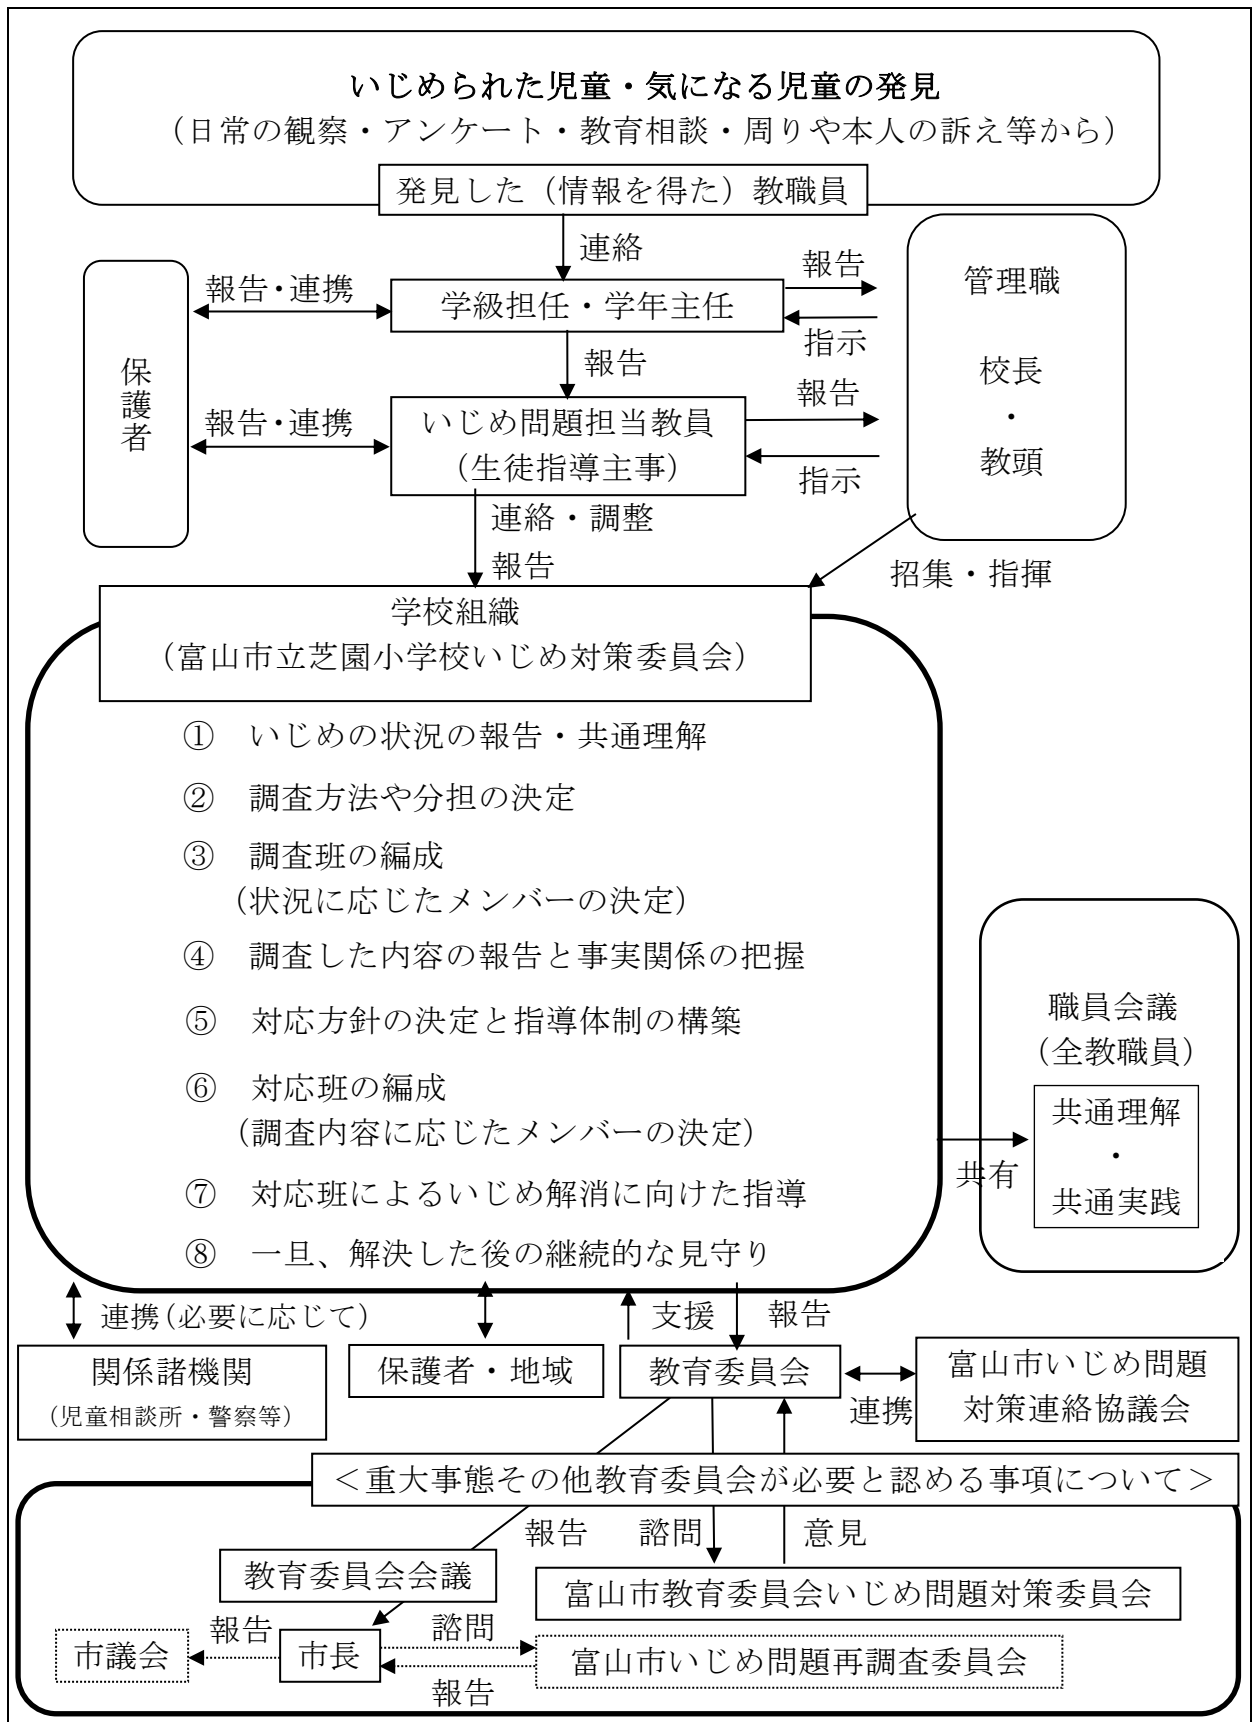 いじめられた児童・気になる児童の発見
（日常の観察・アンケート・教育相談・周りや本人の訴え等から）
発見した（情報を得た）教職員
連絡
報告・連携
学級担任・学年主任
報告
指示
管理職
校長
・
教頭
保護者
報告
報告・連携
いじめ問題担当教員
（生徒指導主事）
報告
指示
連絡・調整
報告
招集・指揮
学校組織
（富山市立芝園小学校いじめ対策委員会）
① いじめの状況の報告・共通理解
② 調査方法や分担の決定
③ 調査班の編成
（状況に応じたメンバーの決定）
④ 調査した内容の報告と事実関係の把握
⑤ 対応方針の決定と指導体制の構築
⑥ 対応班の編成
（調査内容に応じたメンバーの決定）
⑦ 対応班によるいじめ解消に向けた指導
⑧ 一旦、解決した後の継続的な見守り
共有
職員会議
（全教職員）
共通理解
・
共通実践
連携（必要に応じて）
支援
報告
関係諸機関
（児童相談所・警察等）
保護者・地域
教育委員会
連携
富山市いじめ問題
対策連絡協議会
＜重大事態その他教育委員会が必要と認める事項について＞
報告
諮問
意見
教育委員会会議
富山市教育委員会いじめ問題対策委員会
市議会
報告
市長
諮問
報告
富山市いじめ問題再調査委員会